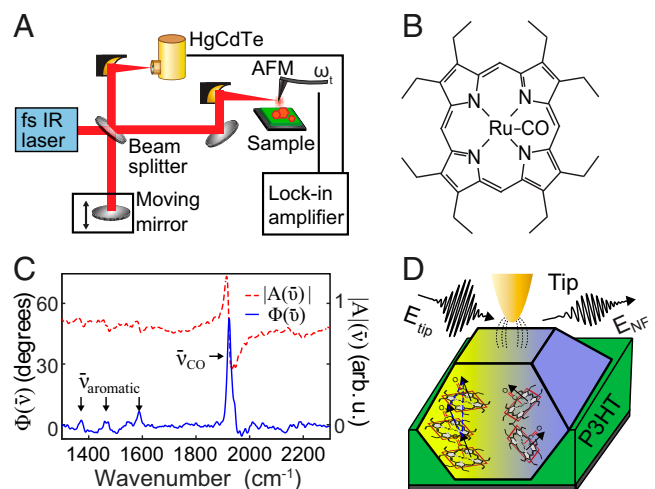 A
HgCdTe
AFM
ωt
fs IR
laser
Beam
splitter
Sample
Moving
mirror
Lock-in
amplifier
B
N
N
Ru-CO
N
N
C
Φ(ν̄) (degrees)
60
30
0
|A(ν̄)|
Φ(ν̄)
ν̄CO
ν̄aromatic
1
0
|A|(ν̄) (arb. u.)
1400 1600 1800 2000 2200
Wavenumber (cm⁻¹)
D
Tip
Etip
ENF
P3HT